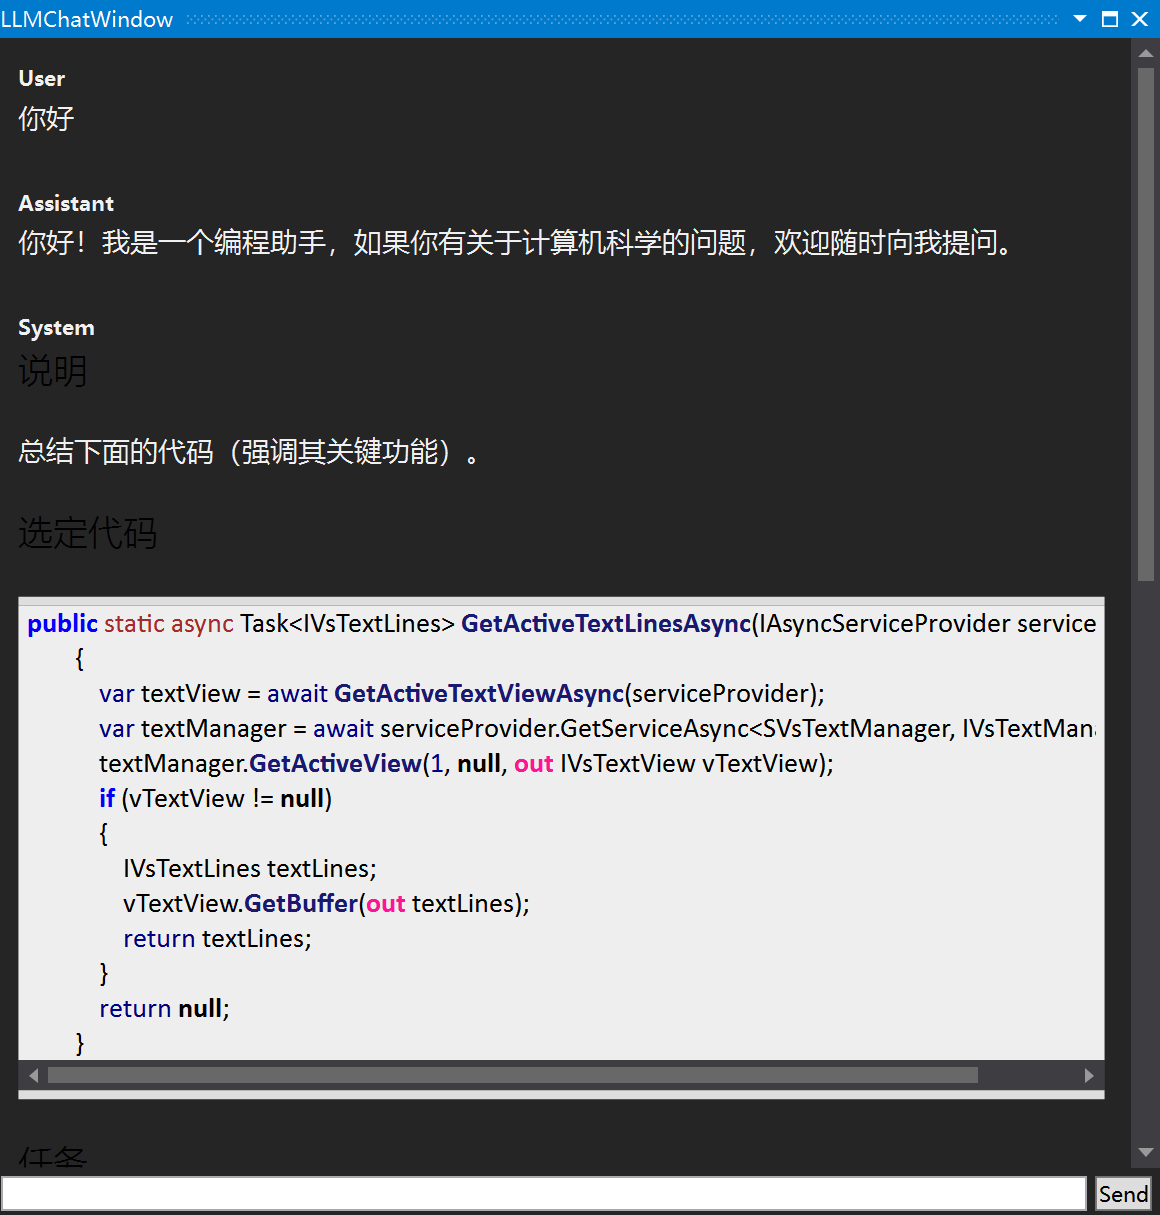 LLMChatWindow
User
你好
Assistant
你好！我是一个编程助手，如果你有关于计算机科学的问题，欢迎随时向我提问。
System
说明
总结下面的代码（强调其关键功能）。
选定代码
public static async Task<IVsTextLines> GetActiveTextLinesAsync(IAsyncServiceProvider service
{
var textView = await GetActiveTextViewAsync(serviceProvider);
var textManager = await serviceProvider.GetServiceAsync<SVsTextManager, IVsTextMan
textManager.GetActiveView(1, null, out IVsTextView vTextView);
if (vTextView != null)
{
IVsTextLines textLines;
vTextView.GetBuffer(out textLines);
return textLines;
}
return null;
}
任务
Send